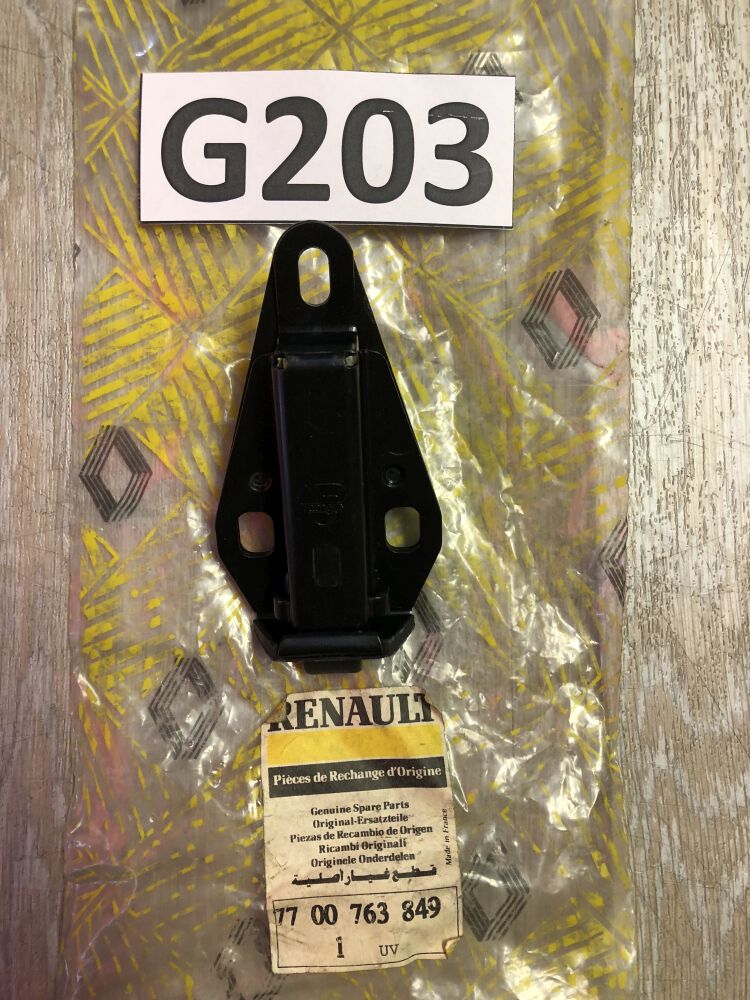 G203
RENAULT
Pièces de Rechange d'Origine
Genuine Spare Parts
Original-Ersatzteile
Piezas de Recambio de Origen
Ricambi Originali
Originele Onderdelen
قطع غيار أصلية
Made in France
77 00 763 849
1 UV